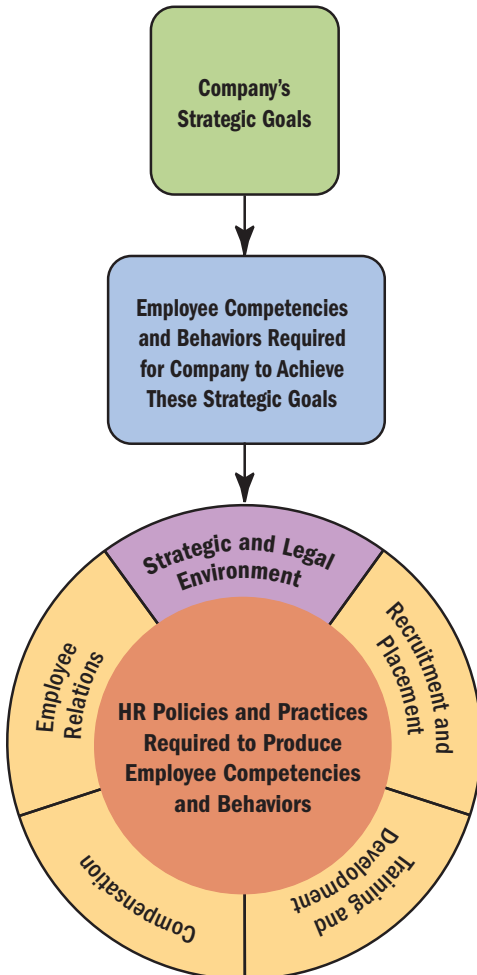 Company's
Strategic Goals
Employee Competencies
and Behaviors Required
for Company to Achieve
These Strategic Goals
Strategic and Legal
Environment
Recruitment and
Placement
Training and
Development
Compensation
Employee
Relations
HR Policies and Practices
Required to Produce
Employee Competencies
and Behaviors